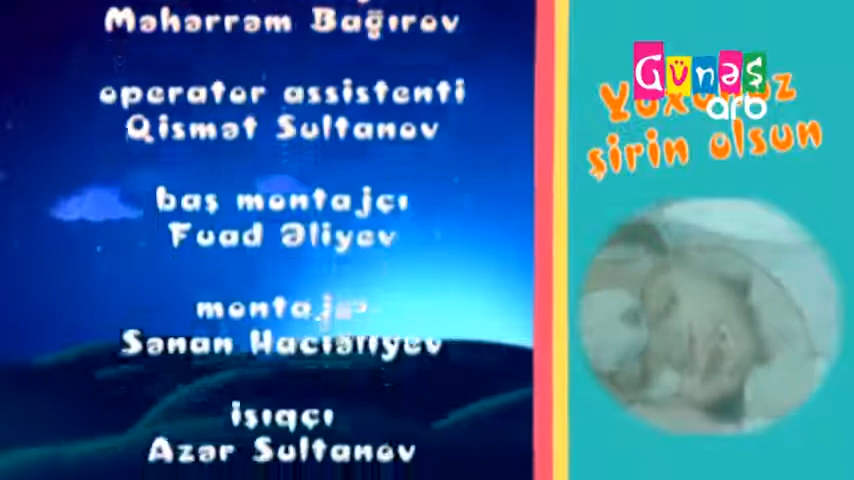 Məhərrəm Bağırov
operator assistenti
Qismət Sultanov
baş montajçı
Fuad Əliyev
Sənan Hacıəliyev
işıqçı
Azər Sultanov
Günəş
arb
şirin olsun